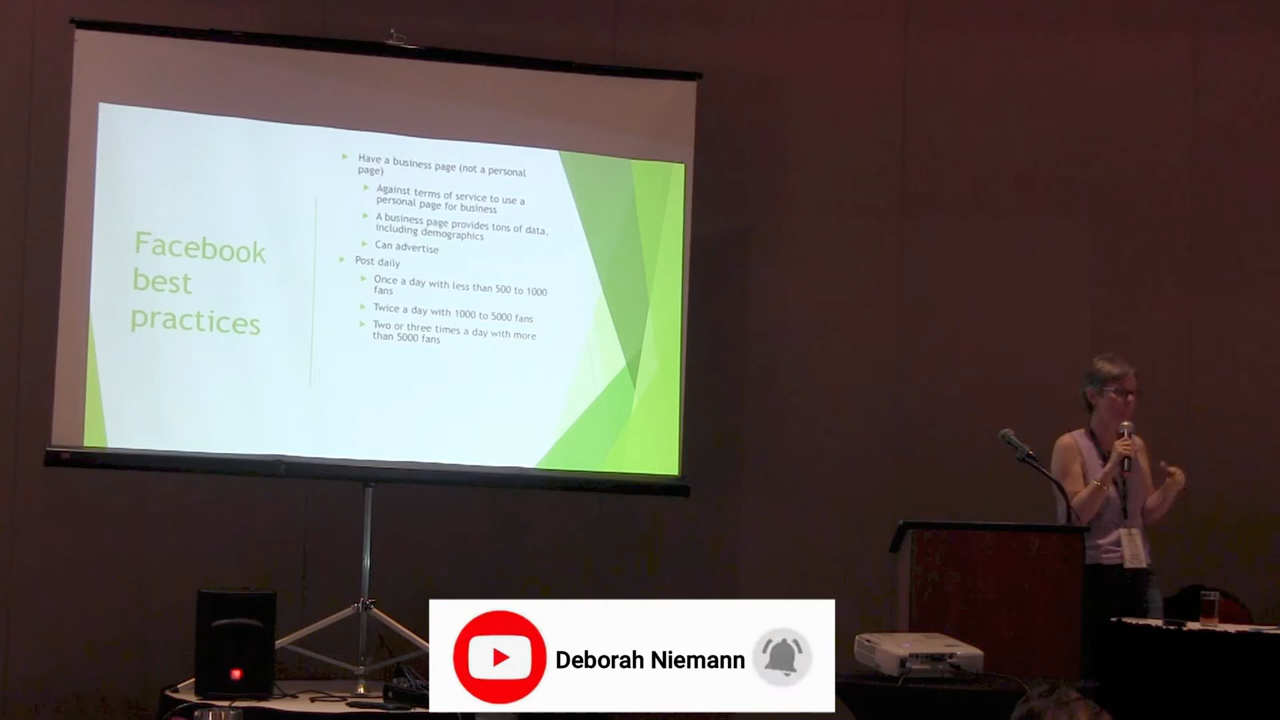 Facebook
best
practices
Have a business page (not a personal
page)
Against terms of service to use a
personal page for business
A business page provides tons of data,
including demographics
Can advertise
Post daily
Once a day with less than 500 to 1000
fans
Twice a day with 1000 to 5000 fans
Two or three times a day with more
than 5000 fans
Deborah Niemann